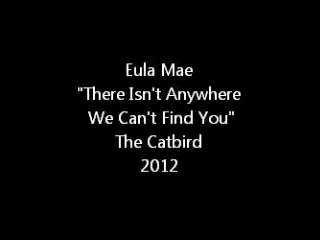 Eula Mae
"There Isn't Anywhere
We Can't Find You"
The Catbird
2012